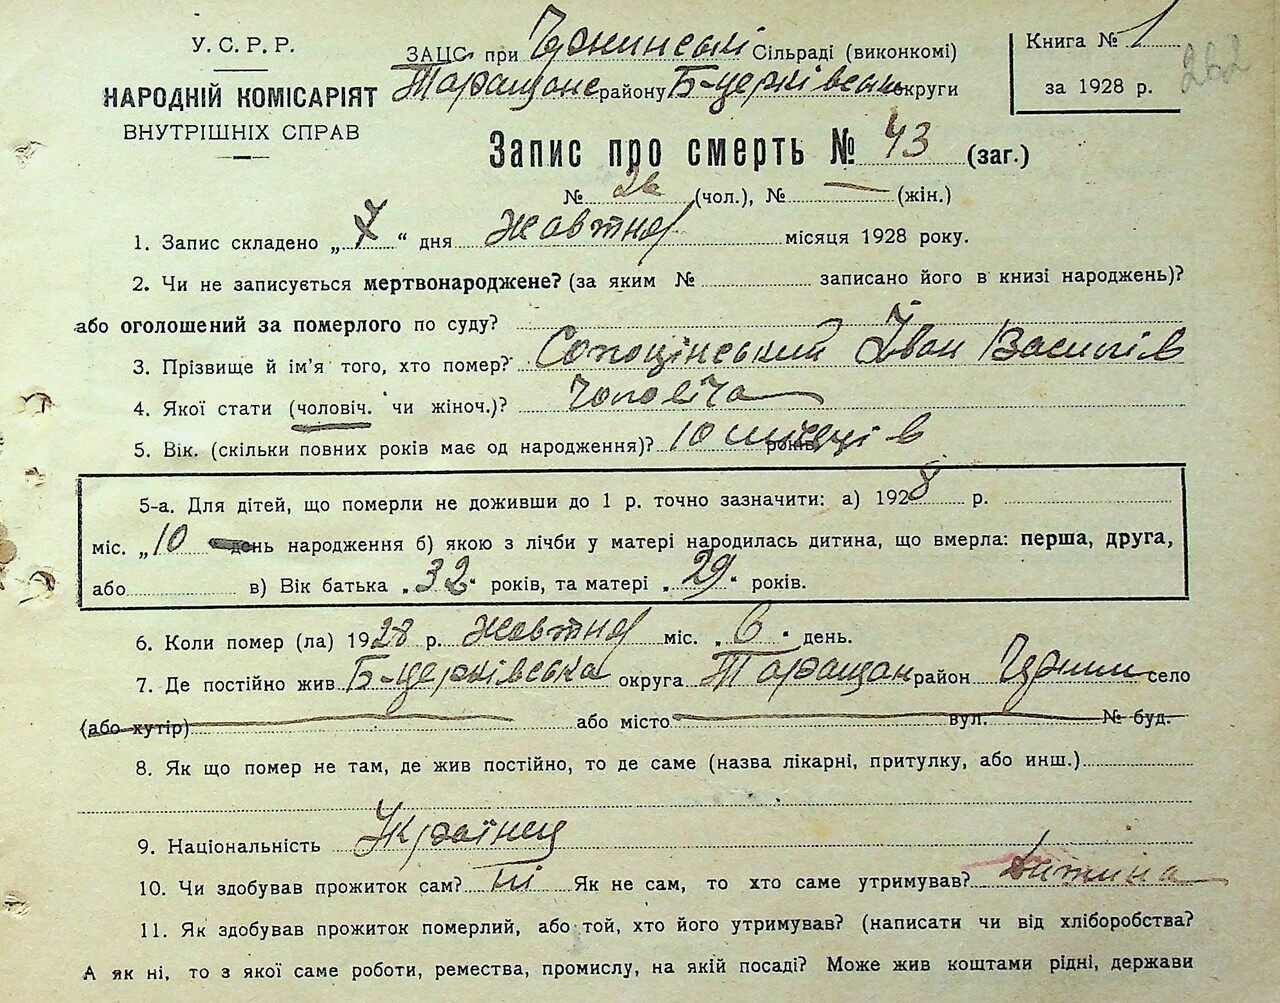 У. С. Р. Р.
НАРОДНІЙ КОМІСАРІЯТ
ВНУТРІШНІХ СПРАВ
ЗАЦС при Сільраді (виконкомі)
Таращанс району Б-церківськ округи
Книга № 1
за 1928 р.
262
Запис про смерть № 43 (заг.)
№ 26 (чол.), № — (жін.)
1. Запис складено „ 7 “ дня жовтня місяця 1928 року.
2. Чи не записується мертвонароджене? (за яким № записано його в книзі народжень)?
або оголошений за померлого по суду?
3. Прізвище й ім'я того, хто помер? Сопоцінський Іван Василів
4. Якої стати (чоловіч. чи жіноч.)? чоловіча
5. Вік. (скільки повних років має од народження)? 10 місяців років
5-а. Для дітей, що померли не доживши до 1 р. точно зазначити: а) 1928 р.
міс. „10 день народження б) якою з лічби у матері народилась дитина, що вмерла: перша, друга,
або в) Вік батька „32“ років, та матері „29“ років.
6. Коли помер (ла) 1928 р. жовтня міс. „6“ день.
7. Де постійно жив Б-церківська округа Таращан район село
(або хутір) або місто вул. № буд.
8. Як що помер не там, де жив постійно, то де саме (назва лікарні, притулку, або инш.)
9. Національність Українец
10. Чи здобував прожиток сам? Ні Як не сам, то хто саме утримував? Дитина
11. Як здобував прожиток померлий, або той, хто його утримував? (написати чи від хліборобства?
А як ні, то з якої саме роботи, ремества, промислу, на якій посаді? Може жив коштами рідні, держави